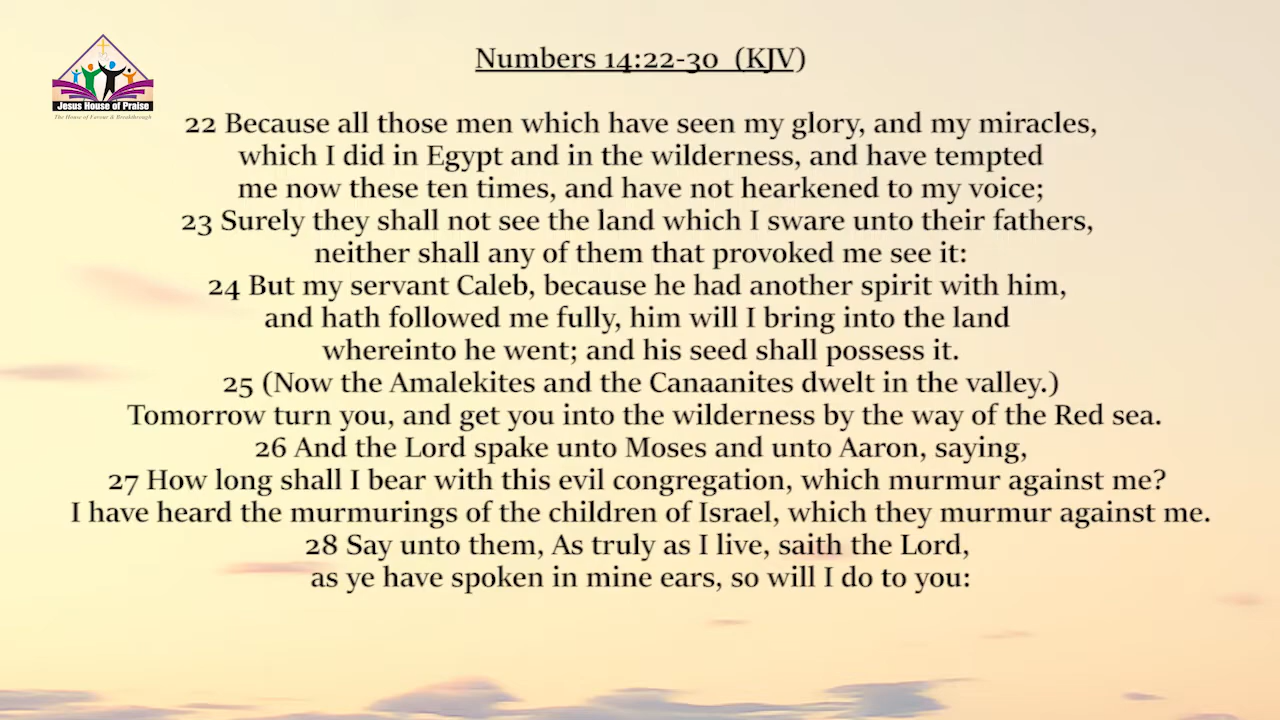 Numbers 14:22-30 (KJV)
Jesus House of Praise
The House of Favour & Breakthrough
22 Because all those men which have seen my glory, and my miracles,
which I did in Egypt and in the wilderness, and have tempted
me now these ten times, and have not hearkened to my voice;
23 Surely they shall not see the land which I sware unto their fathers,
neither shall any of them that provoked me see it:
24 But my servant Caleb, because he had another spirit with him,
and hath followed me fully, him will I bring into the land
whereinto he went; and his seed shall possess it.
25 (Now the Amalekites and the Canaanites dwelt in the valley.)
Tomorrow turn you, and get you into the wilderness by the way of the Red sea.
26 And the Lord spake unto Moses and unto Aaron, saying,
27 How long shall I bear with this evil congregation, which murmur against me?
I have heard the murmurings of the children of Israel, which they murmur against me.
28 Say unto them, As truly as I live, saith the Lord,
as ye have spoken in mine ears, so will I do to you: